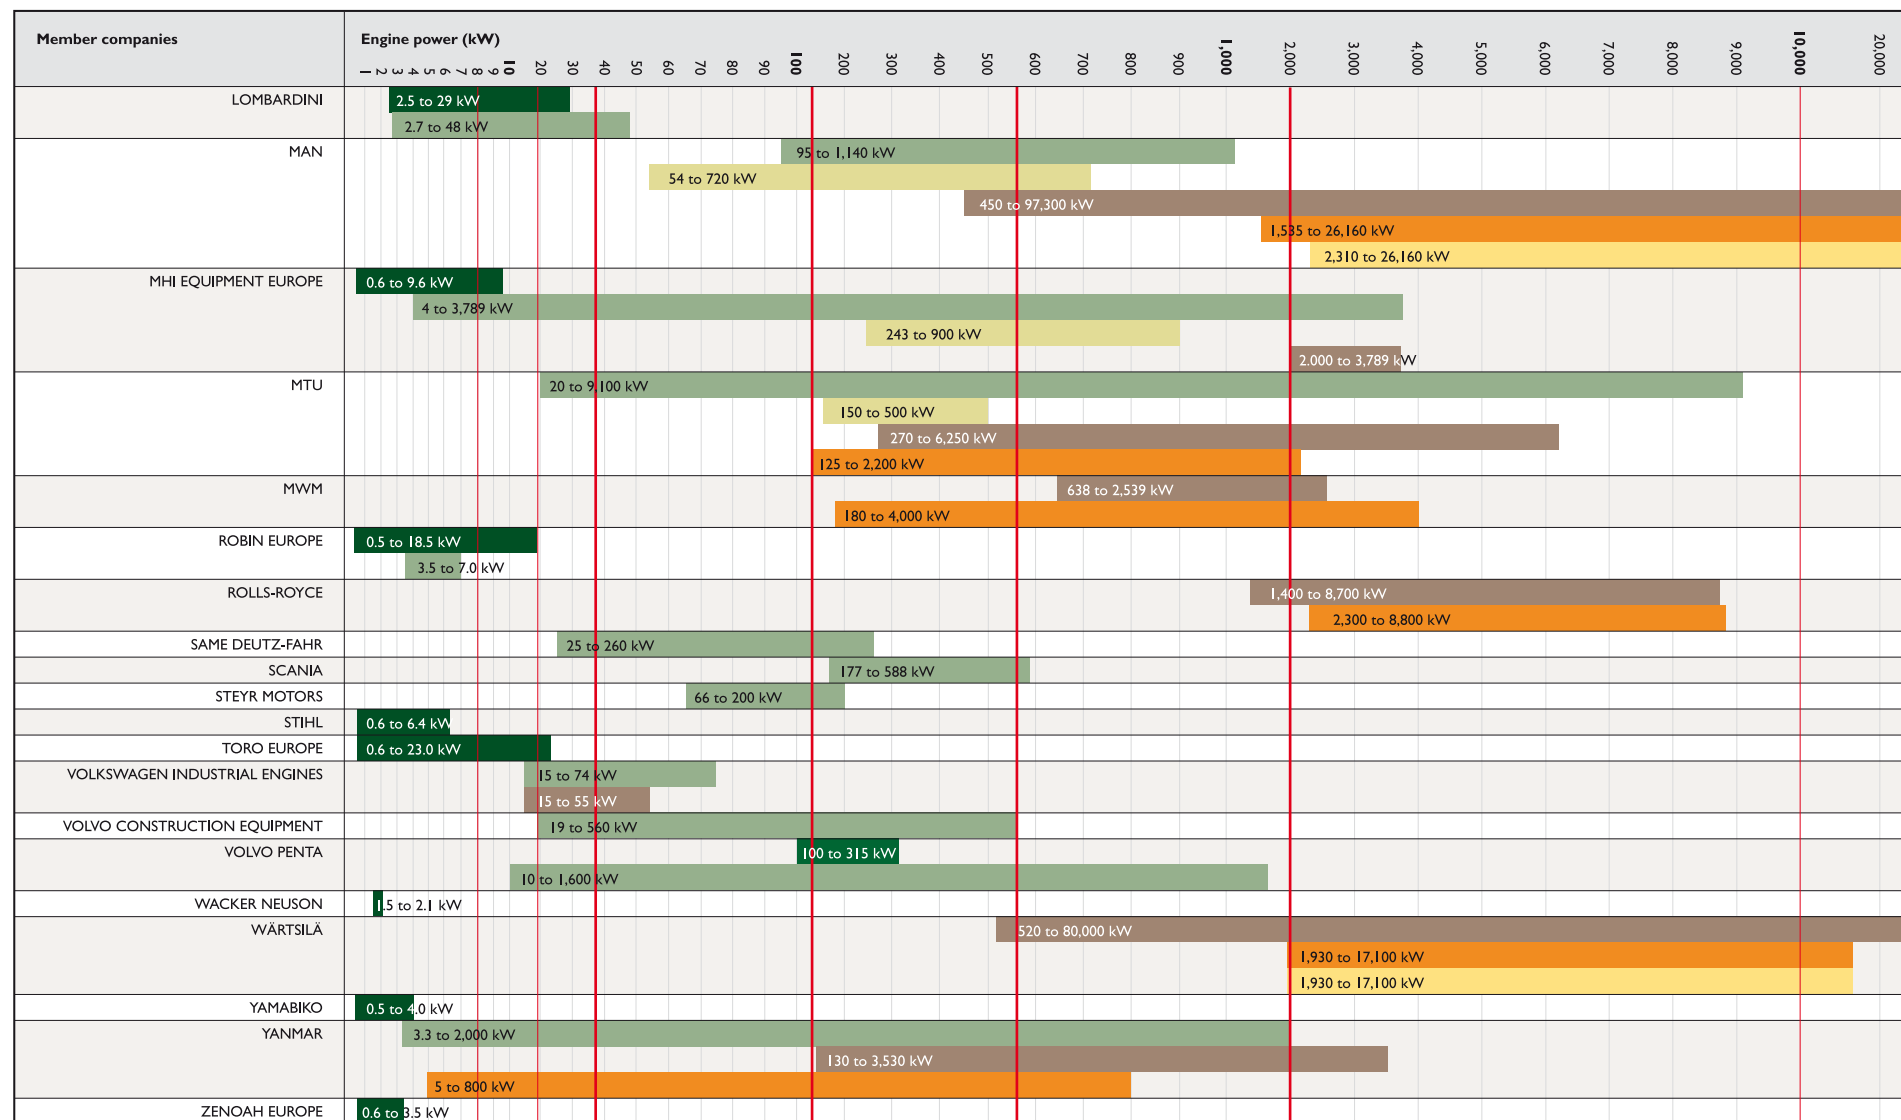 Member companies
Engine power (kW)
1 2 3 4 5 6 7 8 9 10 20 30 40 50 60 70 80 90 100 200 300 400 500 600 700 800 900 1,000 2,000 3,000 4,000 5,000 6,000 7,000 8,000 9,000 10,000 20,000
LOMBARDINI
2.5 to 29 kW
2.7 to 48 kW
MAN
95 to 1,140 kW
54 to 720 kW
450 to 97,300 kW
1,535 to 26,160 kW
2,310 to 26,160 kW
MHI EQUIPMENT EUROPE
0.6 to 9.6 kW
4 to 3,789 kW
243 to 900 kW
2.000 to 3,789 kW
MTU
20 to 9,100 kW
150 to 500 kW
270 to 6,250 kW
125 to 2,200 kW
MWM
638 to 2,539 kW
180 to 4,000 kW
ROBIN EUROPE
0.5 to 18.5 kW
3.5 to 7.0 kW
ROLLS-ROYCE
1,400 to 8,700 kW
2,300 to 8,800 kW
SAME DEUTZ-FAHR
25 to 260 kW
SCANIA
177 to 588 kW
STEYR MOTORS
66 to 200 kW
STIHL
0.6 to 6.4 kW
TORO EUROPE
0.6 to 23.0 kW
VOLKSWAGEN INDUSTRIAL ENGINES
15 to 74 kW
15 to 55 kW
VOLVO CONSTRUCTION EQUIPMENT
19 to 560 kW
VOLVO PENTA
100 to 315 kW
10 to 1,600 kW
WACKER NEUSON
1.5 to 2.1 kW
WÄRTSILÄ
520 to 80,000 kW
1,930 to 17,100 kW
1,930 to 17,100 kW
YAMABIKO
0.5 to 4.0 kW
YANMAR
3.3 to 2,000 kW
130 to 3,530 kW
5 to 800 kW
ZENOAH EUROPE
0.6 to 3.5 kW